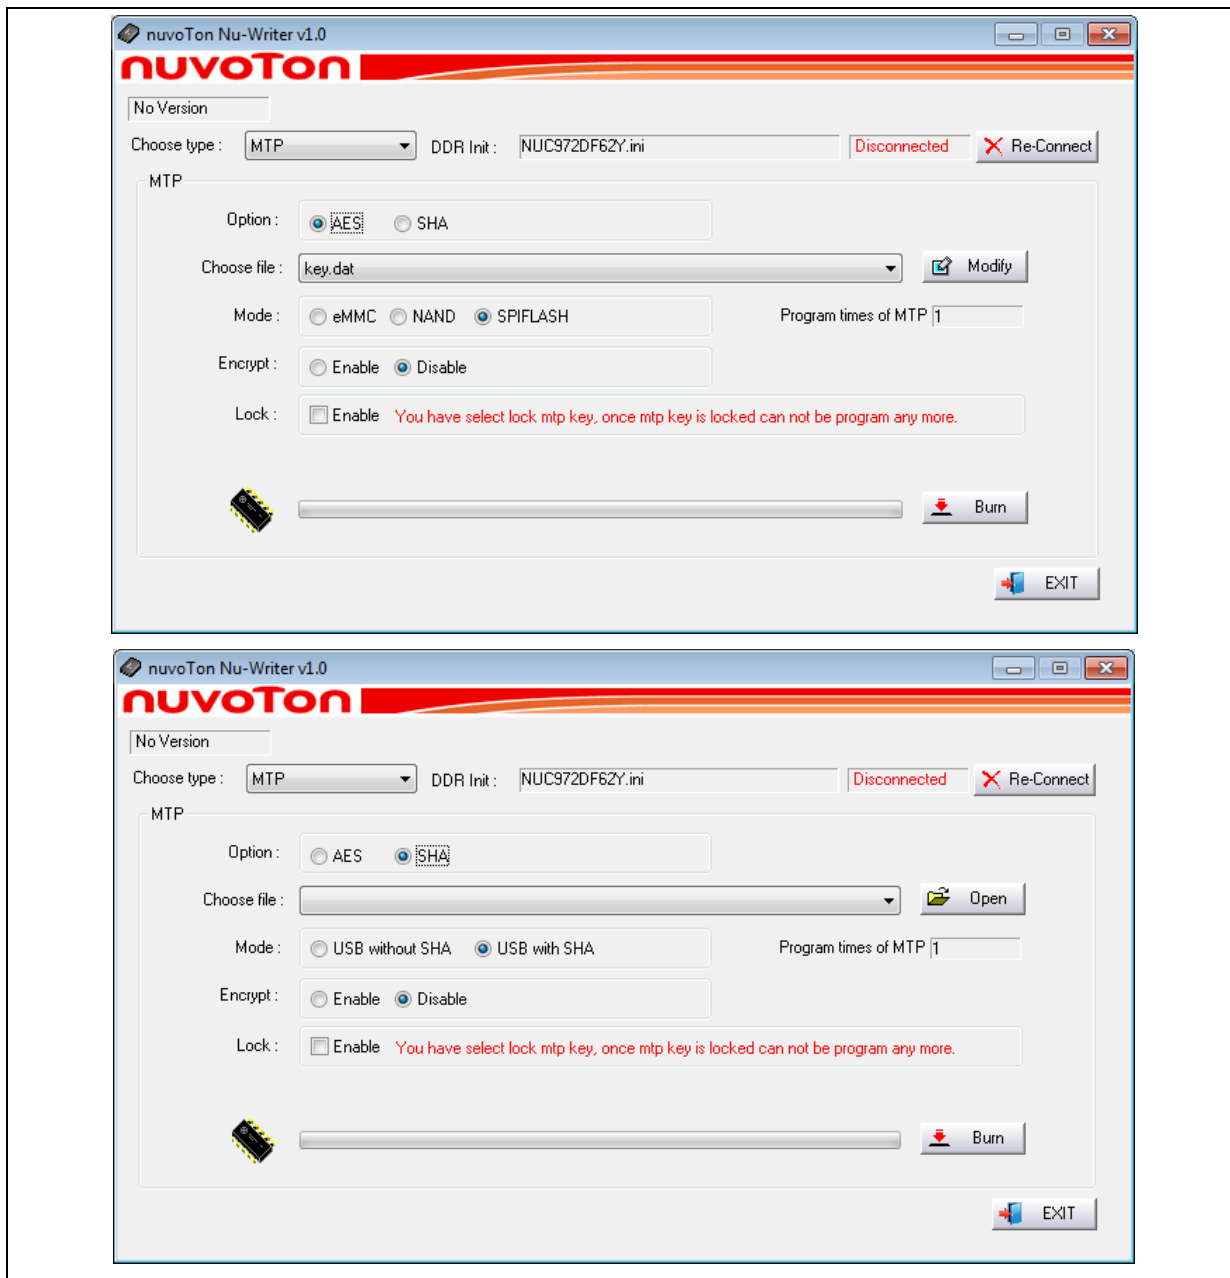 nuvoTon Nu-Writer v1.0
nuvoTon
No Version
Choose type : MTP DDR Init : NUC972DF62Y.ini Disconnected Re-Connect
MTP
Option : AES SHA
Choose file : key.dat Modify
Mode : eMMC NAND SPIFLASH Program times of MTP 1
Encrypt : Enable Disable
Lock : Enable You have select lock mtp key, once mtp key is locked can not be program any more.
Burn
EXIT
nuvoTon Nu-Writer v1.0
nuvoTon
No Version
Choose type : MTP DDR Init : NUC972DF62Y.ini Disconnected Re-Connect
MTP
Option : AES SHA
Choose file : Open
Mode : USB without SHA USB with SHA Program times of MTP 1
Encrypt : Enable Disable
Lock : Enable You have select lock mtp key, once mtp key is locked can not be program any more.
Burn
EXIT